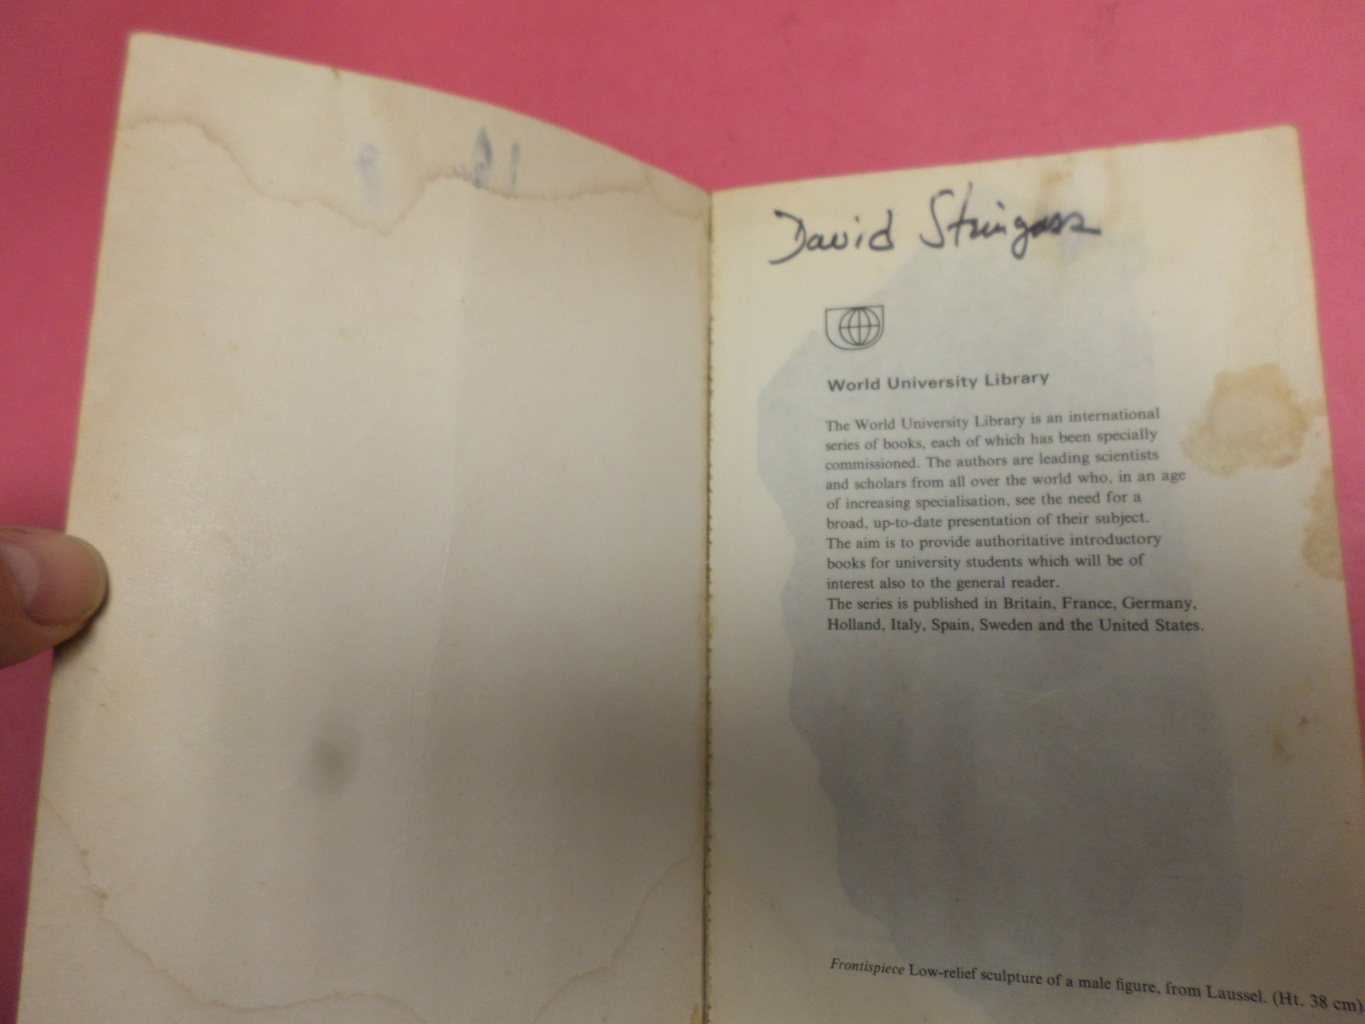 David Stringass
World University Library
The World University Library is an international
series of books, each of which has been specially
commissioned. The authors are leading scientists
and scholars from all over the world who, in an age
of increasing specialisation, see the need for a
broad, up-to-date presentation of their subject.
The aim is to provide authoritative introductory
books for university students which will be of
interest also to the general reader.
The series is published in Britain, France, Germany,
Holland, Italy, Spain, Sweden and the United States.
Frontispiece Low-relief sculpture of a male figure, from Laussel. (Ht. 38 cm)